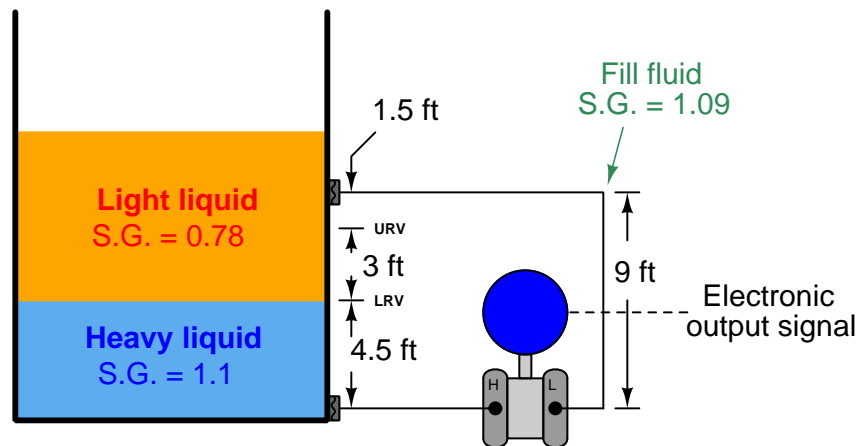 Fill fluid
S.G. = 1.09
1.5 ft
Light liquid
S.G. = 0.78
URV
3 ft
LRV
9 ft
Electronic
output signal
Heavy liquid
S.G. = 1.1
4.5 ft
H
L